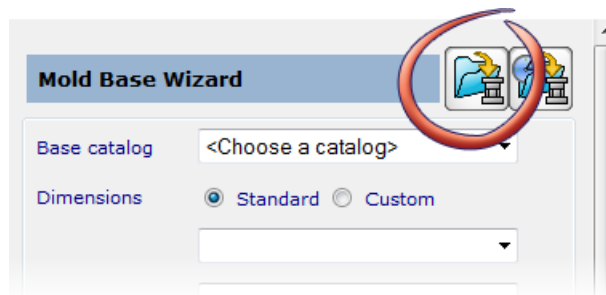 Mold Base Wizard
Base catalog <Choose a catalog>
Dimensions Standard Custom